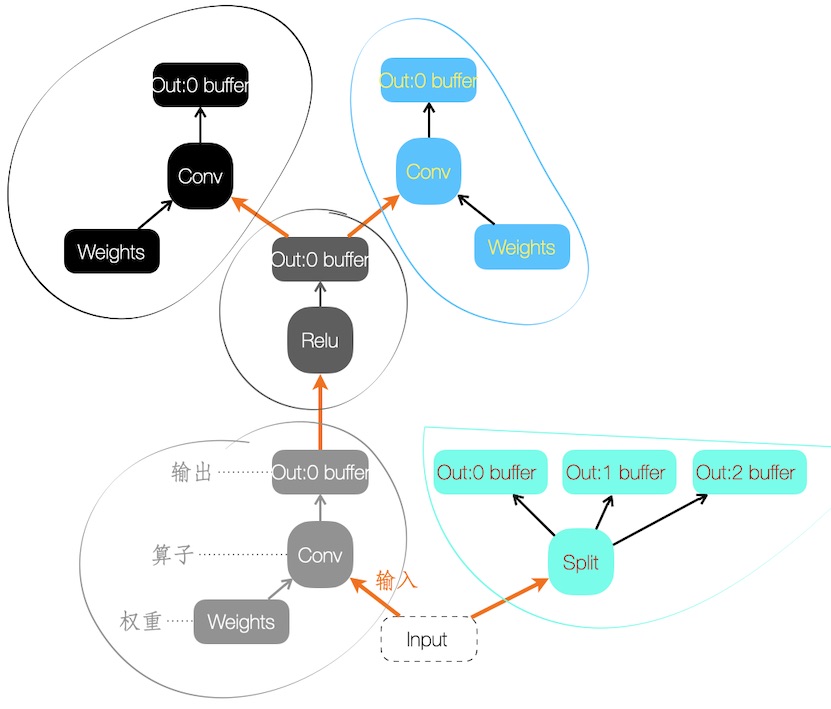 Out:0 buffer
Out:0 buffer
Conv
Conv
Weights
Weights
Out:0 buffer
Relu
输出
Out:0 buffer
Out:0 buffer
Out:1 buffer
Out:2 buffer
算子
Conv
Split
输入
权重
Weights
Input